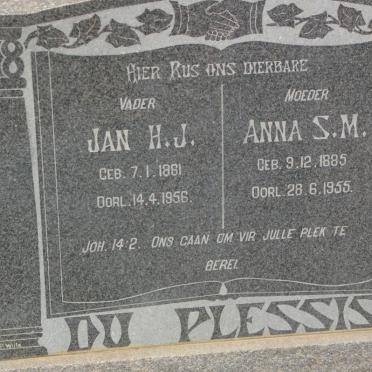 HIER RUS ONS DIERBARE
VADER
JAN H.J.
GEB. 7.1.1881
OORL. 14.4.1956.
MOEDER
ANNA S.M.
GEB. 9.12.1885
OORL. 28.6.1955.
JOH. 14:2. ONS GAAN OM VIR JULLE PLEK TE
BEREI.
DU PLESSIS